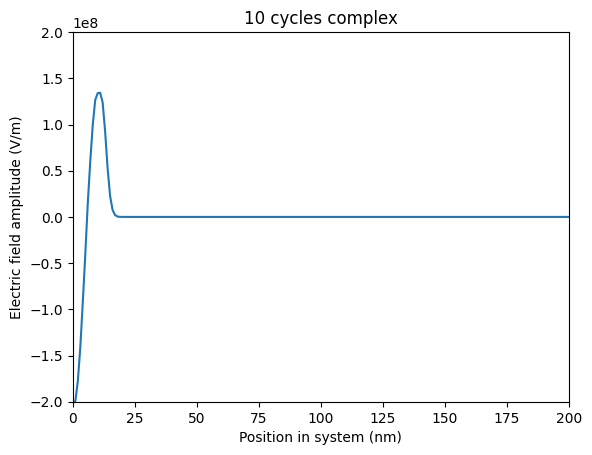 10 cycles complex
1e8
2.0
1.5
1.0
0.5
0.0
−0.5
−1.0
−1.5
−2.0
Electric field amplitude (V/m)
0 25 50 75 100 125 150 175 200
Position in system (nm)